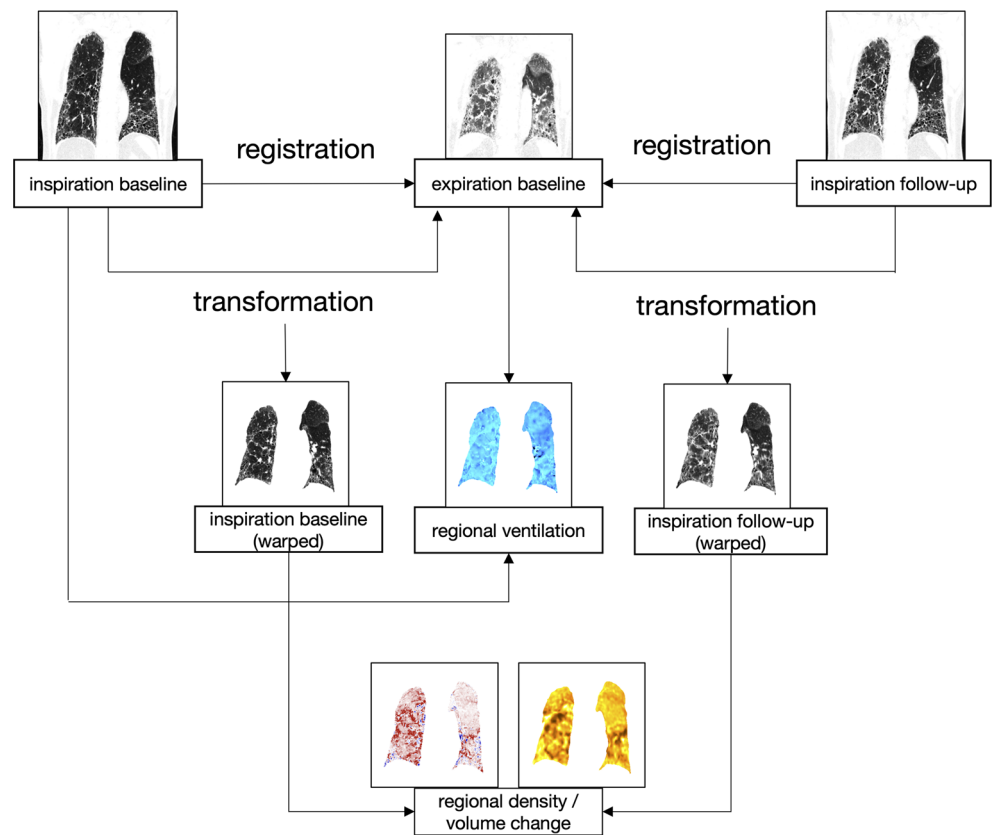 registration
registration
inspiration baseline
expiration baseline
inspiration follow-up
transformation
transformation
inspiration baseline
(warped)
regional ventilation
inspiration follow-up
(warped)
regional density /
volume change